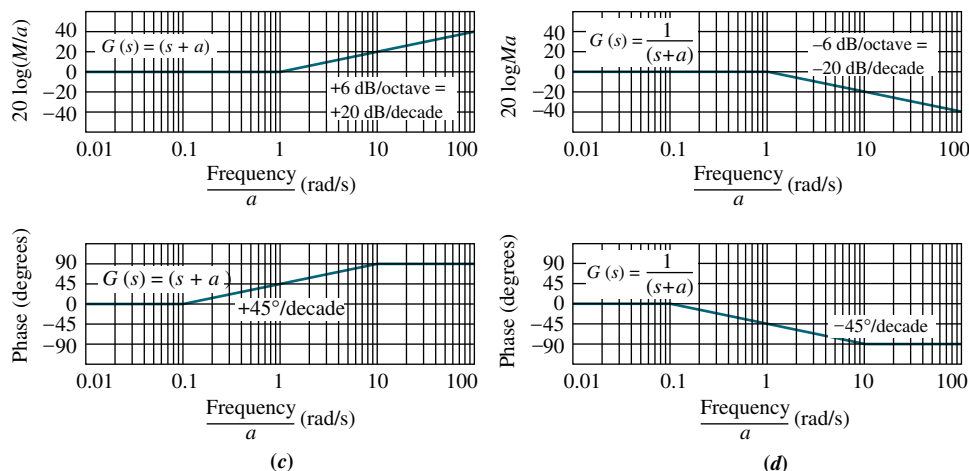 20 log(M/a)
40
20
0
−20
−40
G (s) = (s + a)
+6 dB/octave =
+20 dB/decade
0.01 0.1 1 10 100
Frequency
a
(rad/s)
20 logMa
40
20
0
−20
−40
G (s) = 1
(s+a)
−6 dB/octave =
−20 dB/decade
0.01 0.1 1 10 100
Frequency
a
(rad/s)
Phase (degrees)
90
45
0
−45
−90
G (s) = (s + a )
+45°/decade
0.01 0.1 1 10 100
Frequency
a
(rad/s)
(c)
Phase (degrees)
90
45
0
−45
−90
G (s) = 1
(s+a)
−45°/decade
0.01 0.1 1 10 100
Frequency
a
(rad/s)
(d)